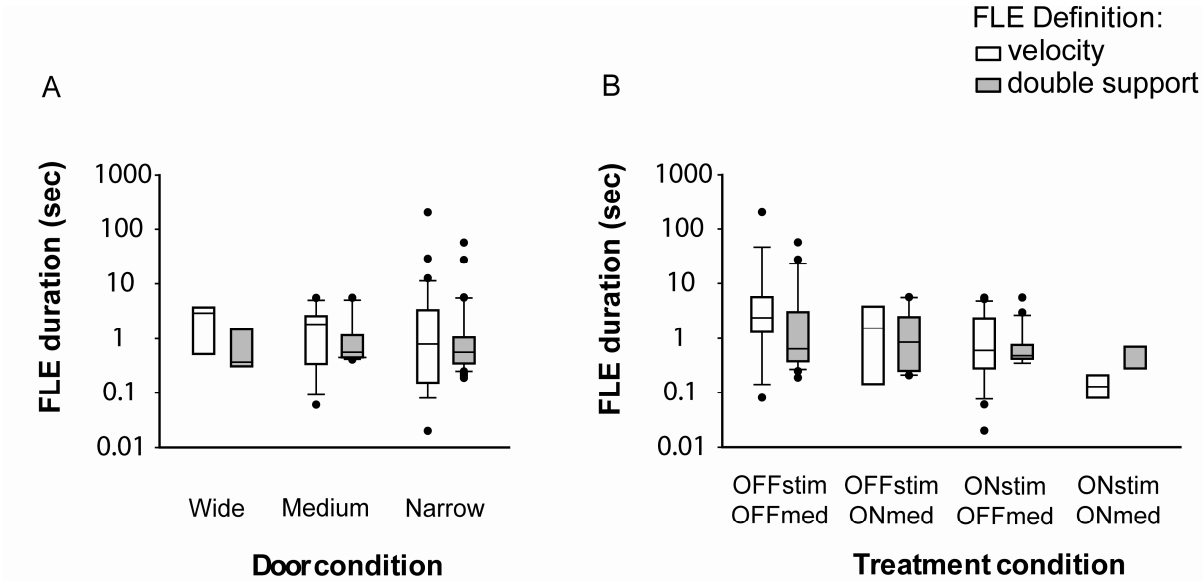 FLE Definition:
velocity
double support
A
B
FLE duration (sec)
1000
100
10
1
0.1
0.01
Wide
Medium
Narrow
Door condition
FLE duration (sec)
1000
100
10
1
0.1
0.01
OFFstim
OFFmed
OFFstim
ONmed
ONstim
OFFmed
ONstim
ONmed
Treatment condition